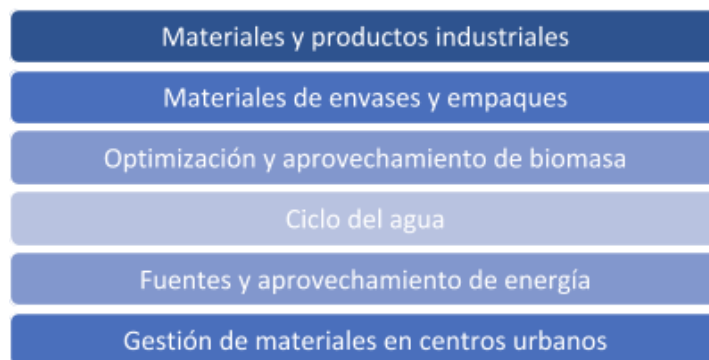 Materiales y productos industriales
Materiales de envases y empaques
Optimización y aprovechamiento de biomasa
Ciclo del agua
Fuentes y aprovechamiento de energía
Gestión de materiales en centros urbanos